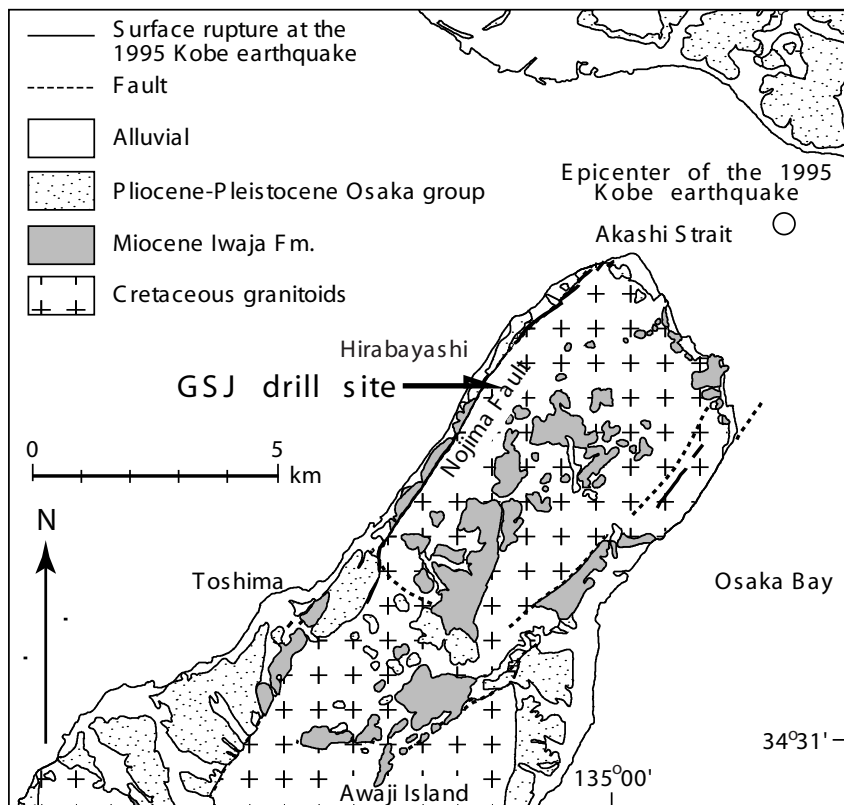 Surface rupture at the
1995 Kobe earthquake
Fault
Alluvial
Pliocene-Pleistocene Osaka group
Miocene Iwaja Fm.
Cretaceous granitoids
Epicenter of the 1995
Kobe earthquake
Akashi Strait
Hirabayashi
GSJ drill site
Nojima Fault
0 5
km
N
Toshima
Osaka Bay
34°31'
135°00'
Awaji Island